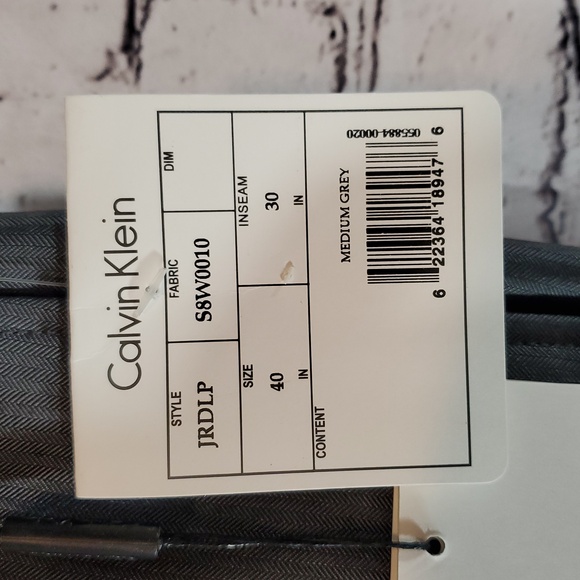 Calvin Klein
STYLE FABRIC DIM
JRDLP S8W0010
SIZE INSEAM
40 30
IN IN
CONTENT
MEDIUM GREY
055884-00020
6 22364 18947 6